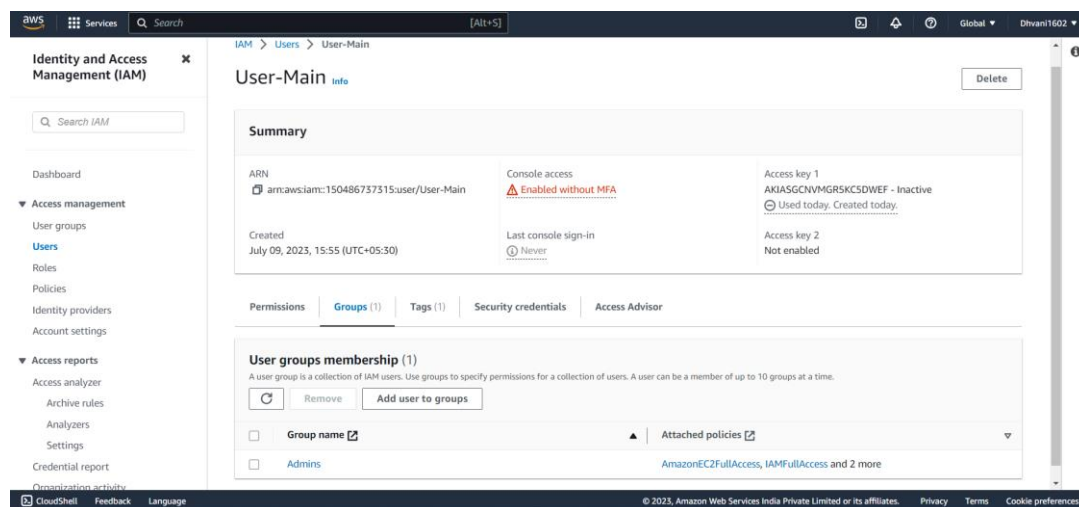 aws Services Search [Alt+S] Global Dhvani1602
Identity and Access Management (IAM)
Search IAM
Dashboard
Access management
User groups
Users
Roles
Policies
Identity providers
Account settings
Access reports
Access analyzer
Archive rules
Analyzers
Settings
Credential report
Organization activity
IAM > Users > User-Main
User-Main Info
Delete
Summary
ARN
arn:aws:iam::150486737315:user/User-Main
Console access
Enabled without MFA
Access key 1
AKIASGCNVMGR5KC5DWEF - Inactive
Used today. Created today.
Created
July 09, 2023, 15:55 (UTC+05:30)
Last console sign-in
Never
Access key 2
Not enabled
Permissions Groups (1) Tags (1) Security credentials Access Advisor
User groups membership (1)
A user group is a collection of IAM users. Use groups to specify permissions for a collection of users. A user can be a member of up to 10 groups at a time.
Remove Add user to groups
Group name Attached policies
Admins AmazonEC2FullAccess, IAMFullAccess and 2 more
CloudShell Feedback Language © 2023, Amazon Web Services India Private Limited or its affiliates. Privacy Terms Cookie preferences